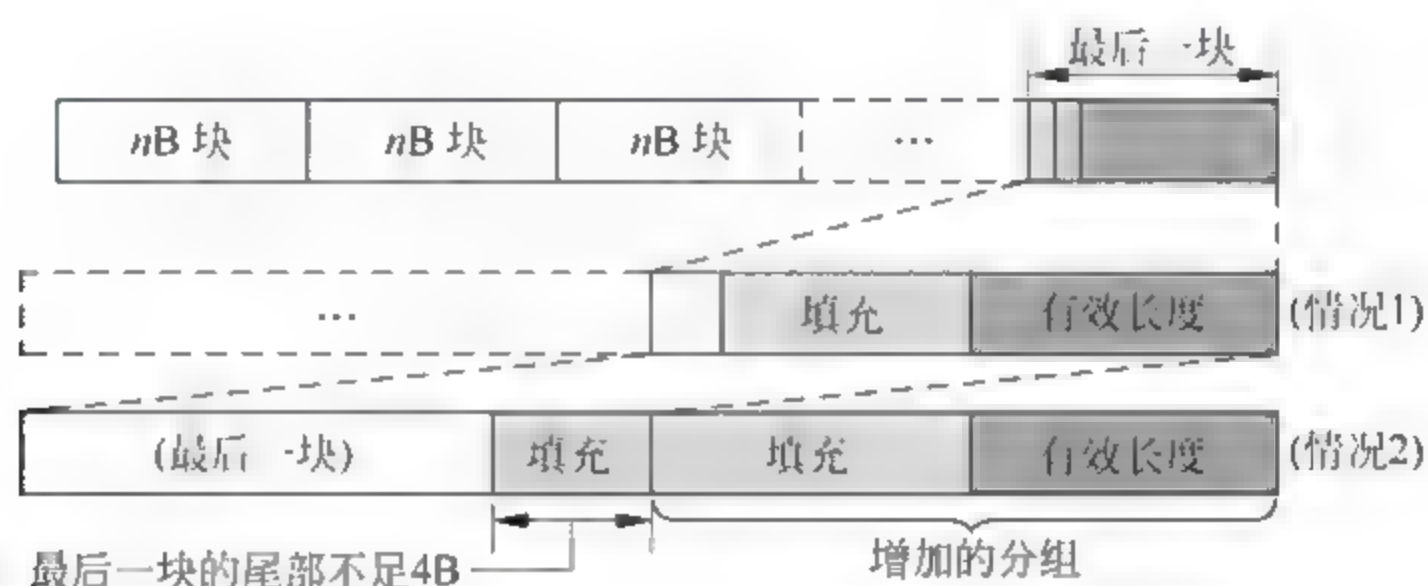 最后一块
nB 块 nB 块 nB 块 ...
... 填充 有效长度 (情况1)
(最后一块) 填充 填充 有效长度 (情况2)
最后一块的尾部不足4B
增加的分组